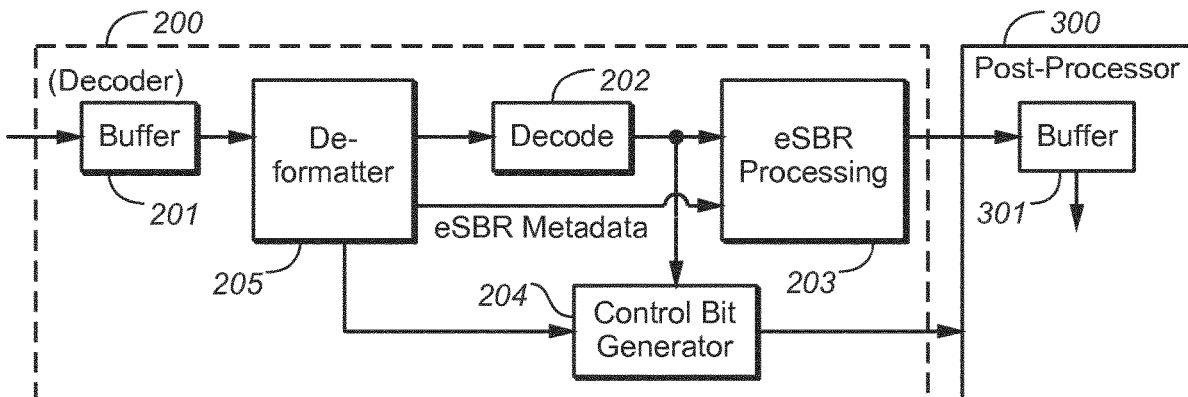 200
300
(Decoder)
202
Post-Processor
Buffer
De-
formatter
Decode
eSBR
Processing
Buffer
201
301
eSBR Metadata
205
204
203
Control Bit
Generator